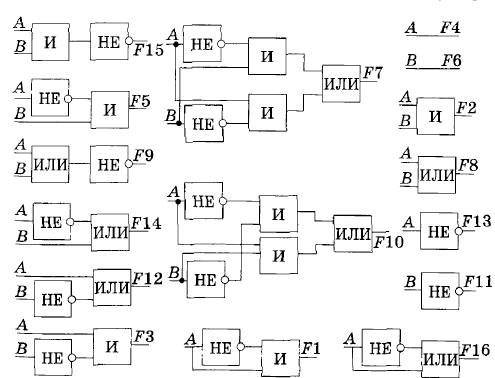 A
B
И
НЕ
F15
A
B
НЕ
И
F5
A
B
ИЛИ
НЕ
F9
A
B
НЕ
ИЛИ
F14
A
B
НЕ
ИЛИ
F12
A
B
НЕ
И
F3
A
B
НЕ
НЕ
И
И
ИЛИ
F7
A
B
НЕ
НЕ
И
И
ИЛИ
F10
A
НЕ
И
F1
A F4
B F6
A
B
И
F2
A
B
ИЛИ
F8
A
НЕ
F13
B
НЕ
F11
A
НЕ
ИЛИ
F16